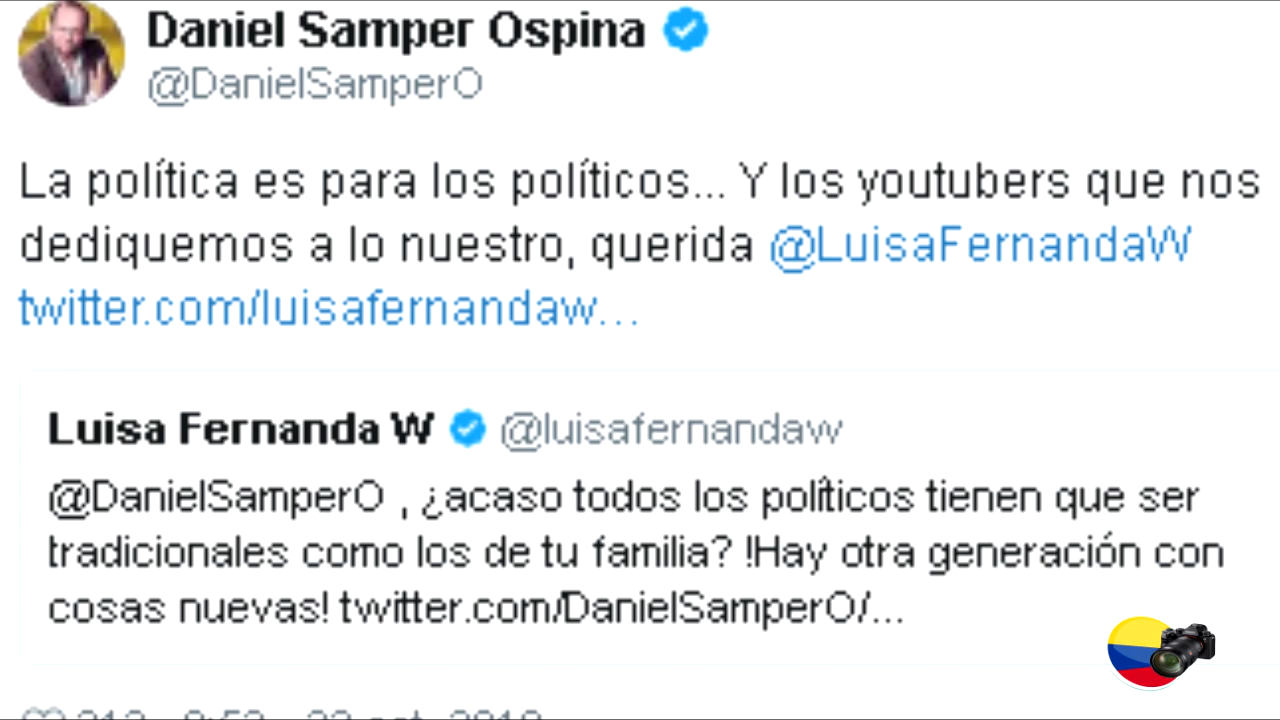 Daniel Samper Ospina
@DanielSamperO
La política es para los políticos... Y los youtubers que nos
dediquemos a lo nuestro, querida @LuisaFernandaW
twitter.com/luisafernandaw...
Luisa Fernanda W @luisafernandaw
@DanielSamperO , ¿acaso todos los políticos tienen que ser
tradicionales como los de tu familia? !Hay otra generación con
cosas nuevas! twitter.com/DanielSamperO/...